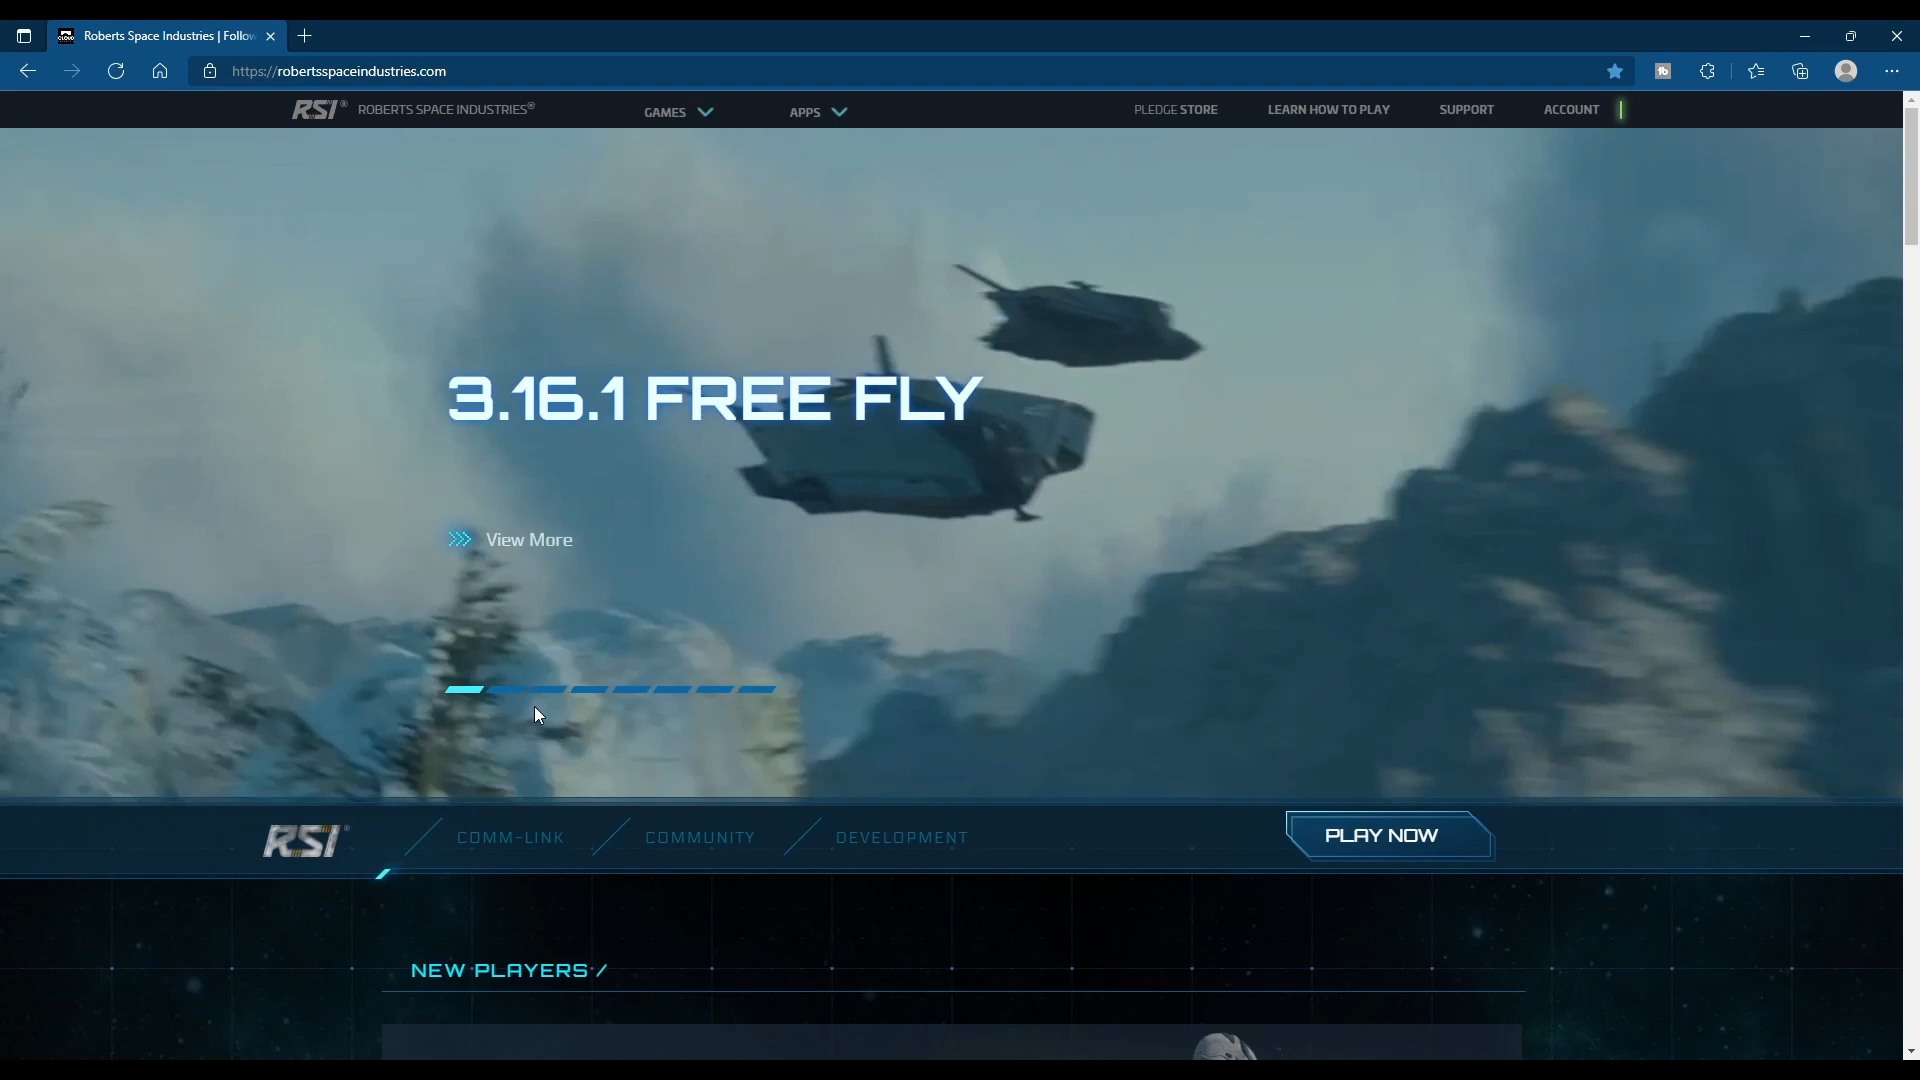 Roberts Space Industries | Follow
https://robertsspaceindustries.com
RSI® ROBERTS SPACE INDUSTRIES® GAMES APPS PLEDGE STORE LEARN HOW TO PLAY SUPPORT ACCOUNT
3.16.1 FREE FLY
View More
RSI® COMM-LINK COMMUNITY DEVELOPMENT PLAY NOW
NEW PLAYERS /